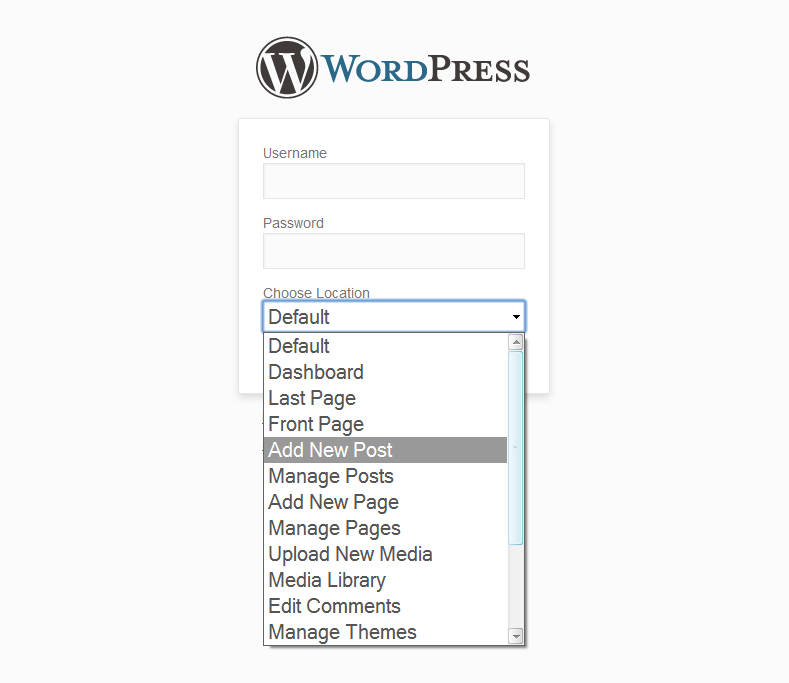 WORDPRESS
Username
Password
Choose Location
Default
Default
Dashboard
Last Page
Front Page
Add New Post
Manage Posts
Add New Page
Manage Pages
Upload New Media
Media Library
Edit Comments
Manage Themes